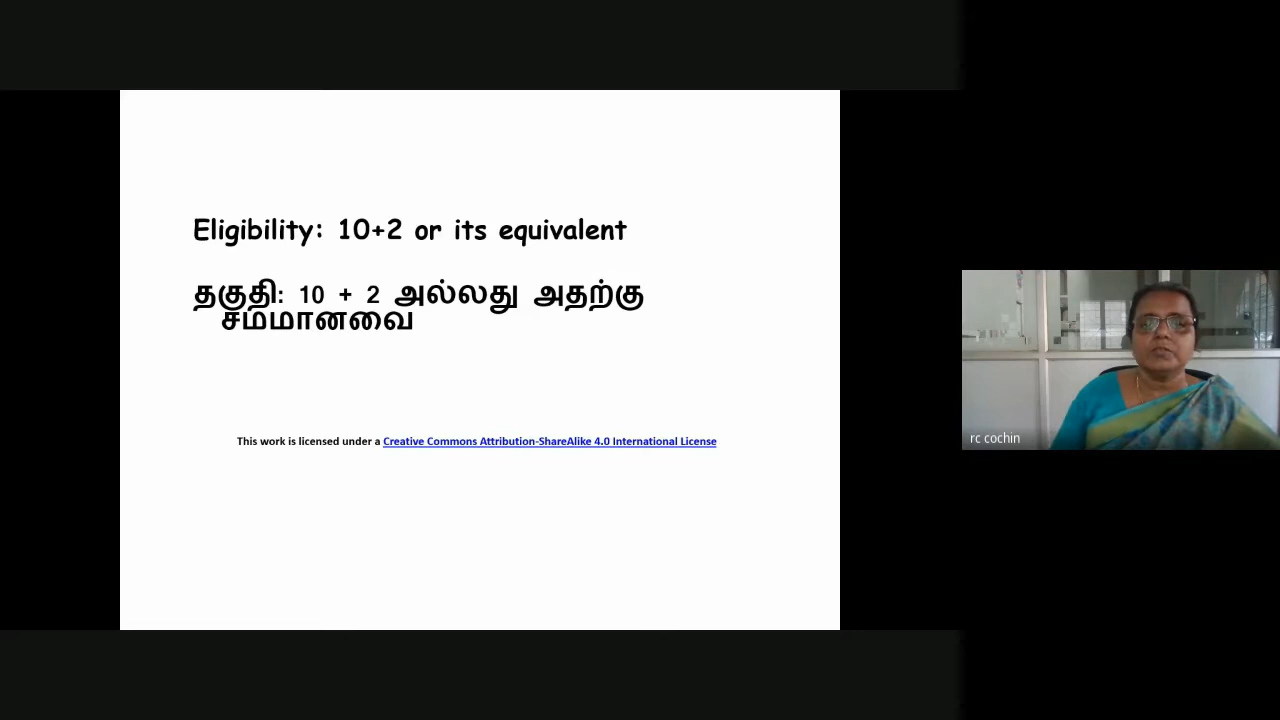 Eligibility: 10+2 or its equivalent
தகுதி: 10 + 2 அல்லது அதற்கு
சமமானவை
This work is licensed under a Creative Commons Attribution-ShareAlike 4.0 International License
rc cochin